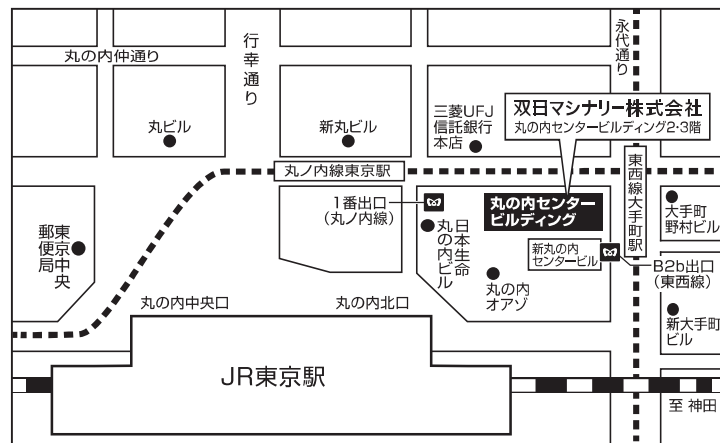 丸の内仲通り
行幸通り
永代通り
丸ビル
新丸ビル
三菱UFJ
信託銀行
本店
双日マシナリー株式会社
丸の内センタービルディング2・3階
丸ノ内線東京駅
東西線大手町駅
1番出口
(丸ノ内線)
丸の内センター
ビルディング
大手町
野村ビル
東京中央
郵便局
日本生命
丸の内ビル
新丸の内
センタービル
B2b出口
(東西線)
丸の内
オアゾ
丸の内中央口
丸の内北口
新大手町
ビル
JR東京駅
至 神田